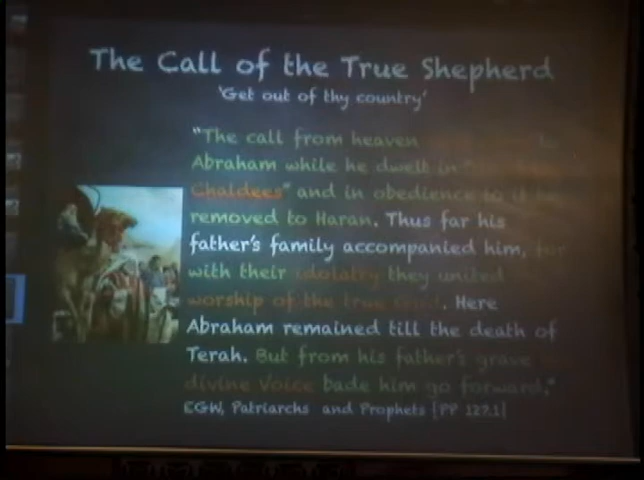 The Call of the True Shepherd
'Get out of thy country'
"The call from heaven
Abraham while he dwelt in "
Chaldees" and in obedience to it he
removed to Haran. Thus far his
father's family accompanied him, for
with their idolatry they united
worship of the true God. Here
Abraham remained till the death of
Terah. But from his father's grave
divine Voice bade him go forward."
EGW, Patriarchs and Prophets [PP 127.1]